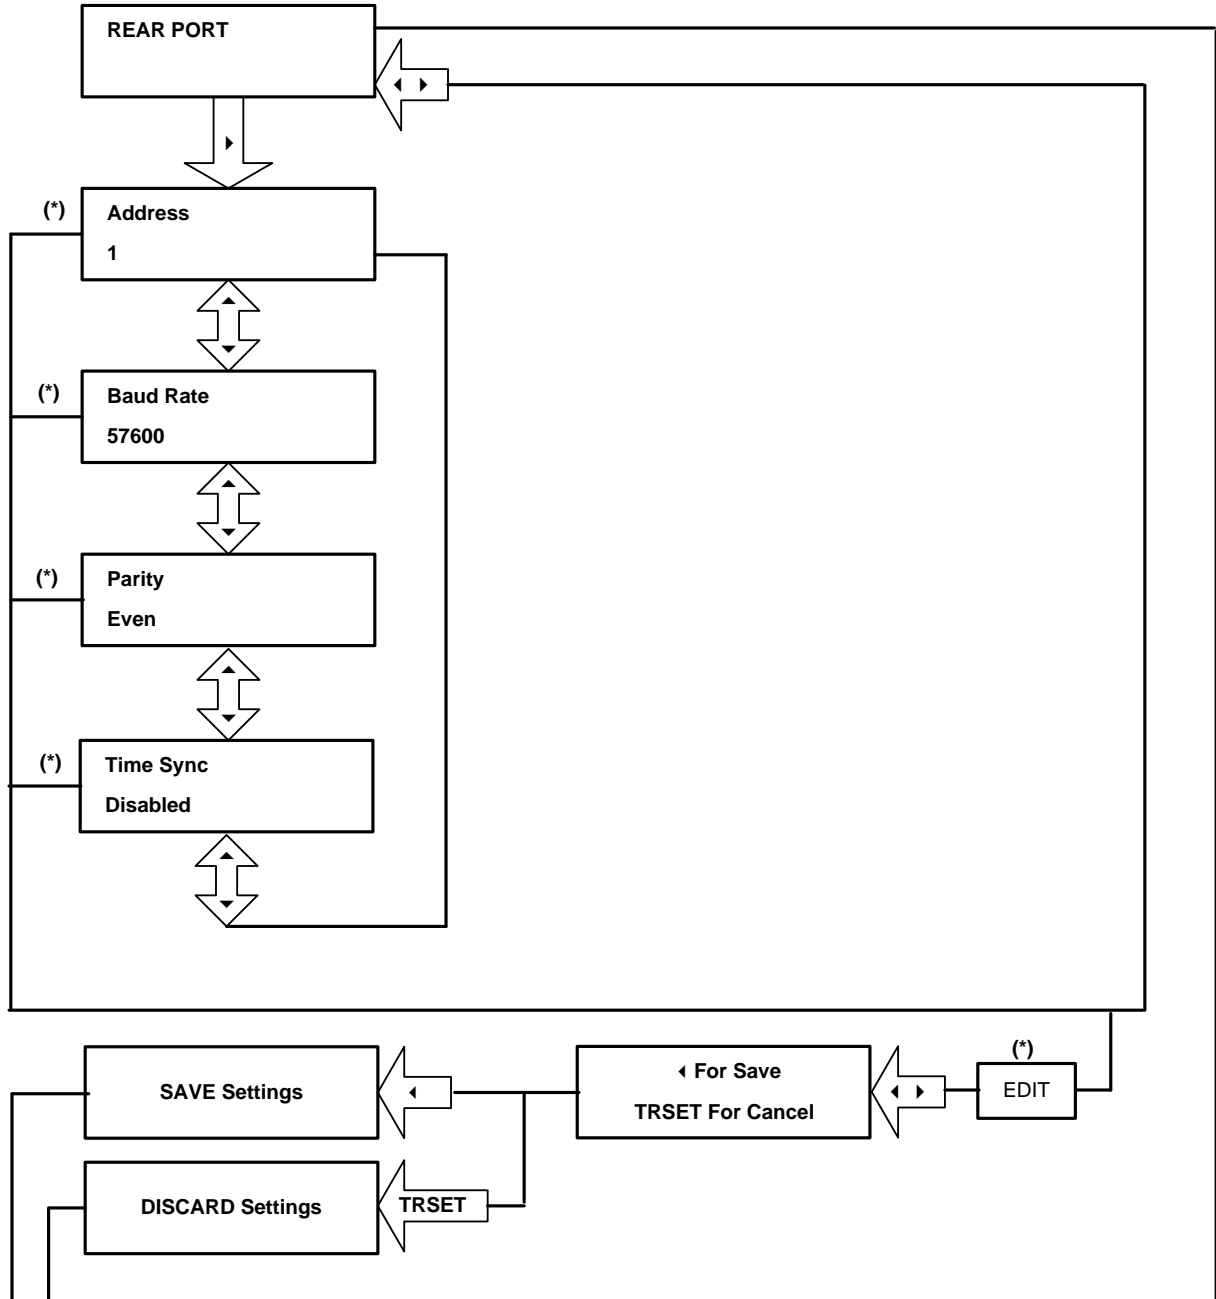 REAR PORT
(*)
Address
1
(*)
Baud Rate
57600
(*)
Parity
Even
(*)
Time Sync
Disabled
SAVE Settings
For Save
TRSET For Cancel
(*)
EDIT
DISCARD Settings
TRSET